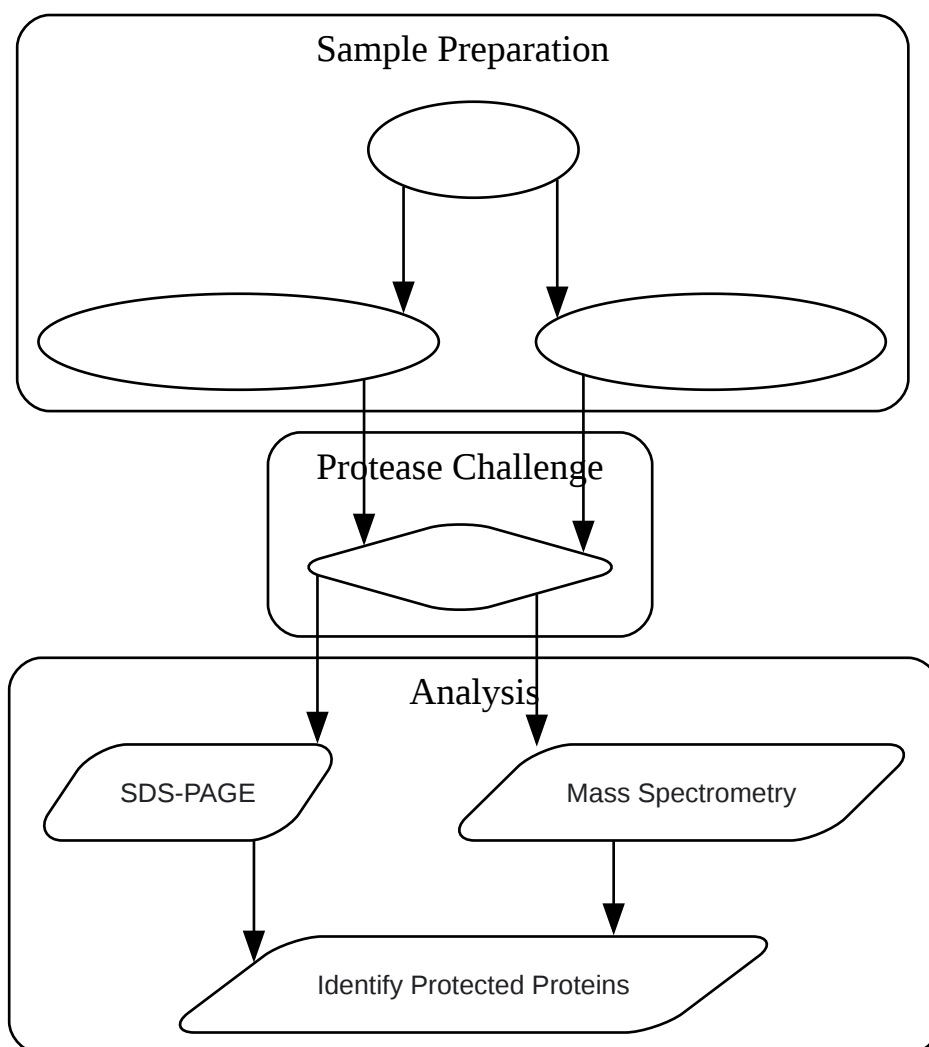 Sample Preparation
Protease Challenge
Analysis
SDS-PAGE
Mass Spectrometry
Identify Protected Proteins